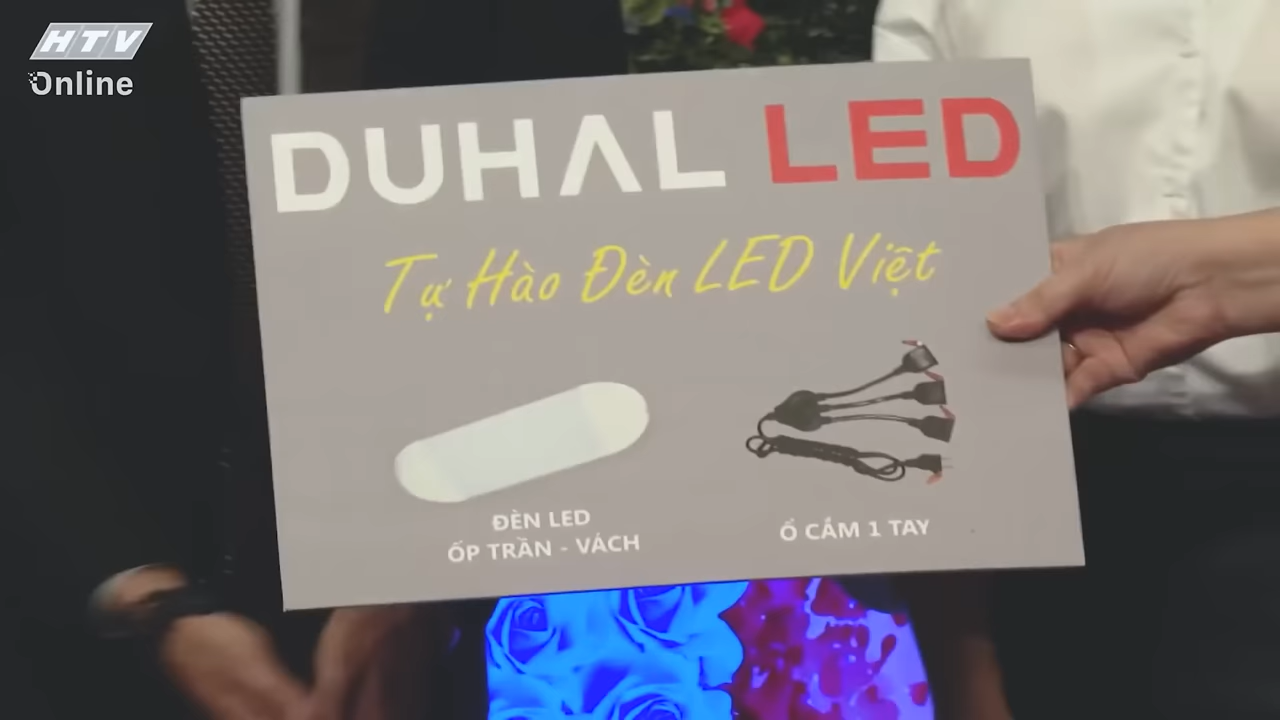 HTV
Online
DUHAL LED
Tự Hào Đèn LED Việt
ĐÈN LED
ỐP TRẦN - VÁCH
Ổ CẮM 1 TAY